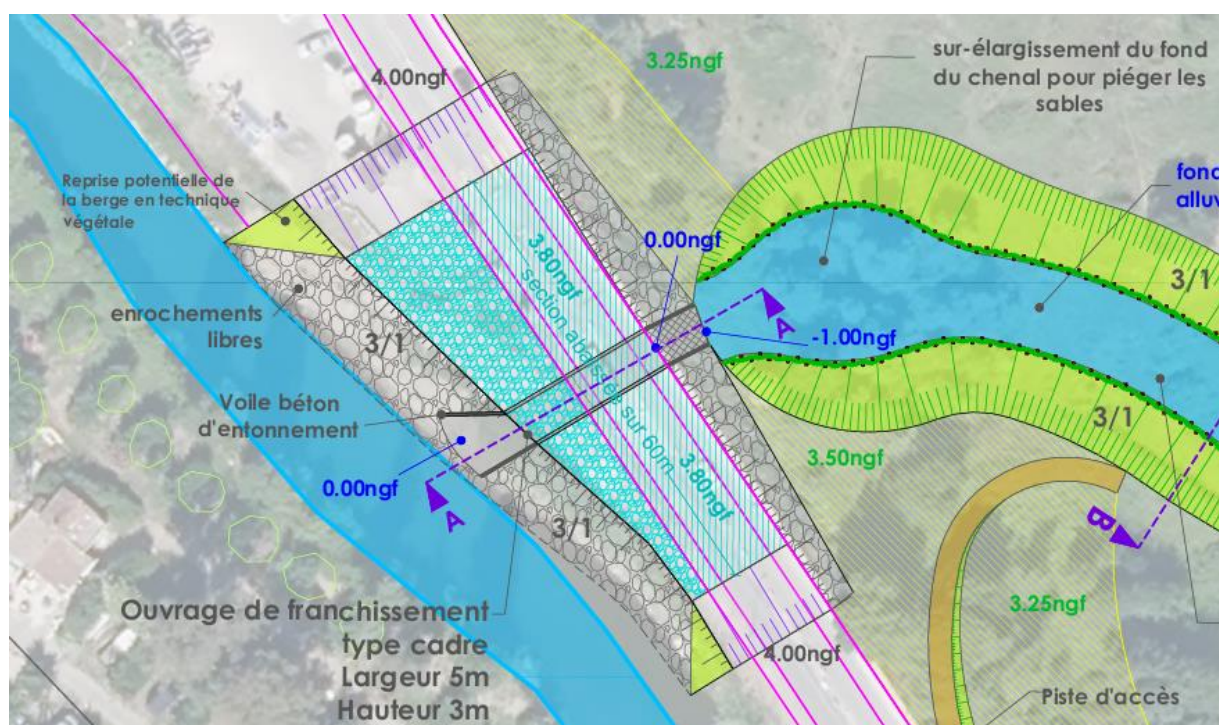 3.25ngf
sur-élargissement du fond
du chenal pour piéger les
sables
4.00ngf
Reprise potentielle de
la berge en technique
végétale
fond
alluv
0.00ngf
3.80ngf
section abaissées sur 60m
3/1
enrochements
libres
3/1
A
-1.00ngf
Voile béton
d'entonnement
3/1
3.50ngf
3.80ngf
0.00ngf
A
3/1
B
Ouvrage de franchissement
type cadre
Largeur 5m
Hauteur 3m
3.25ngf
4.00ngf
Piste d'accès